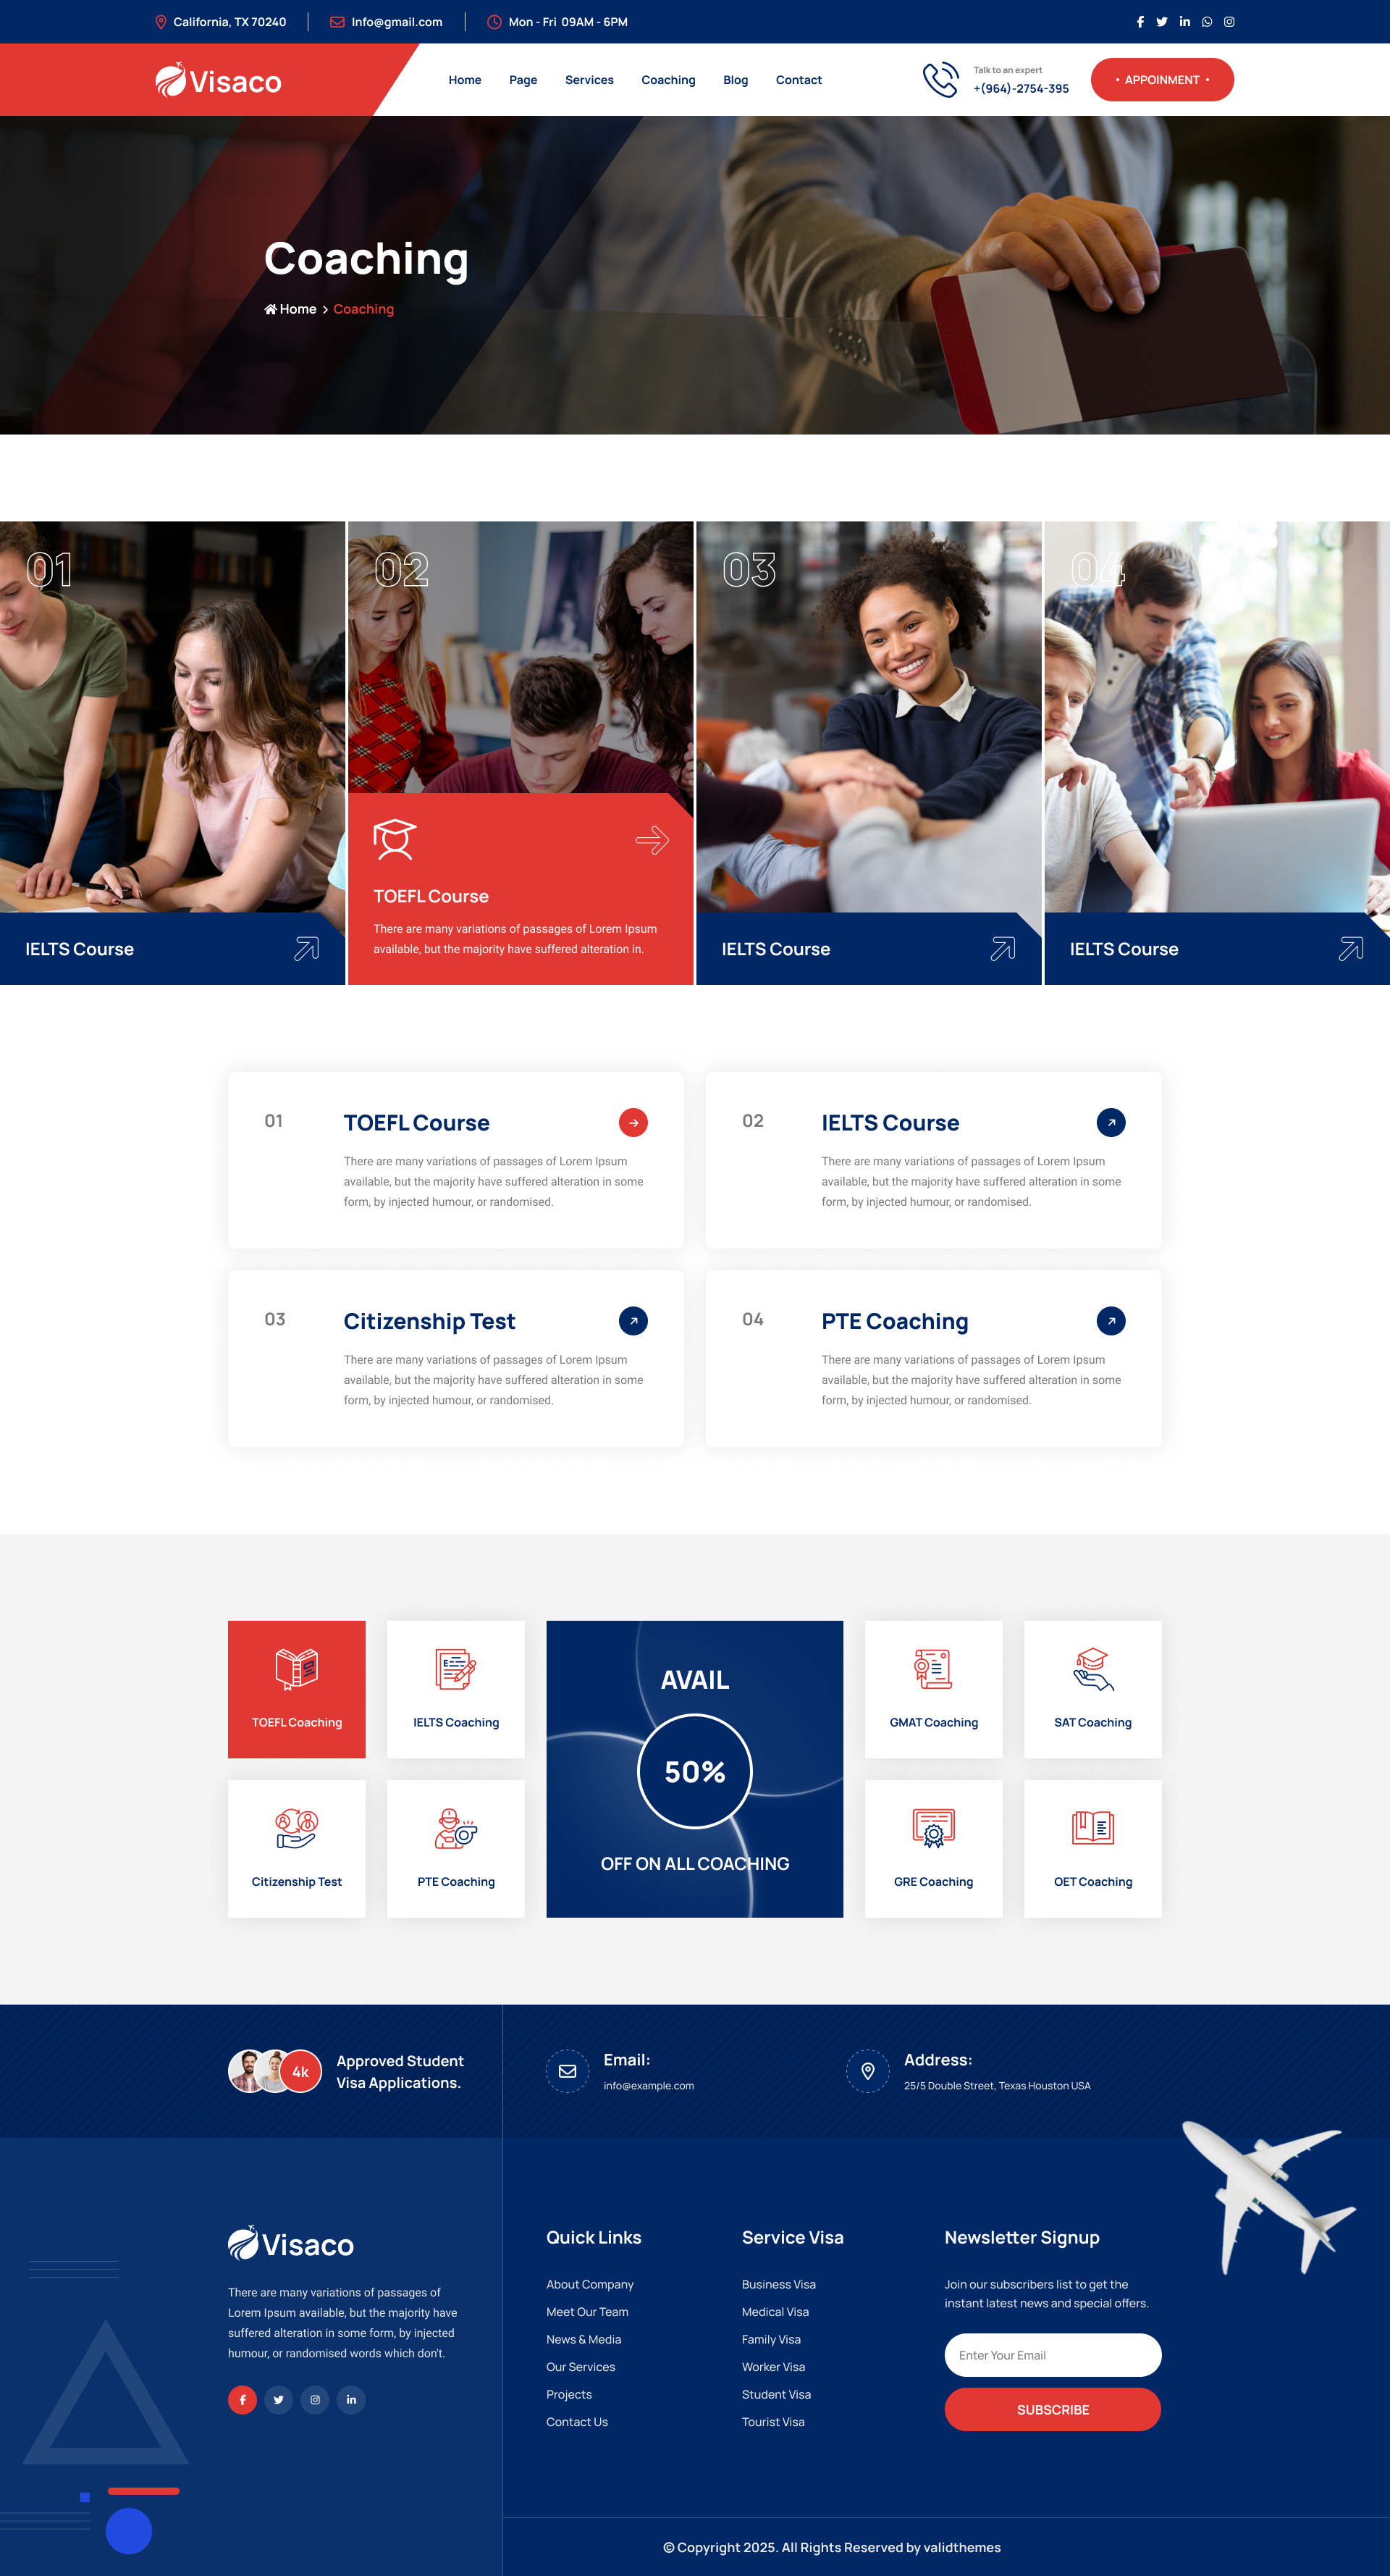 California, TX 70240
Info@gmail.com
Mon - Fri 09AM - 6PM
Visaco
Home
Page
Services
Coaching
Blog
Contact
Talk to an expert
+(964)-2754-395
• APPOINMENT •
Coaching
Home > Coaching
01
02
03
04
IELTS Course
TOEFL Course
There are many variations of passages of Lorem Ipsum
available, but the majority have suffered alteration in.
IELTS Course
IELTS Course
01
TOEFL Course
There are many variations of passages of Lorem Ipsum
available, but the majority have suffered alteration in some
form, by injected humour, or randomised.
02
IELTS Course
There are many variations of passages of Lorem Ipsum
available, but the majority have suffered alteration in some
form, by injected humour, or randomised.
03
Citizenship Test
There are many variations of passages of Lorem Ipsum
available, but the majority have suffered alteration in some
form, by injected humour, or randomised.
04
PTE Coaching
There are many variations of passages of Lorem Ipsum
available, but the majority have suffered alteration in some
form, by injected humour, or randomised.
TOEFL Coaching
IELTS Coaching
Citizenship Test
PTE Coaching
AVAIL
50%
OFF ON ALL COACHING
GMAT Coaching
SAT Coaching
GRE Coaching
OET Coaching
4k
Approved Student
Visa Applications.
Email:
info@example.com
Address:
25/5 Double Street, Texas Houston USA
Visaco
There are many variations of passages of
Lorem Ipsum available, but the majority have
suffered alteration in some form, by injected
humour, or randomised words which don't.
Quick Links
About Company
Meet Our Team
News & Media
Our Services
Projects
Contact Us
Service Visa
Business Visa
Medical Visa
Family Visa
Worker Visa
Student Visa
Tourist Visa
Newsletter Signup
Join our subscribers list to get the
instant latest news and special offers.
Enter Your Email
SUBSCRIBE
© Copyright 2025. All Rights Reserved by validthemes